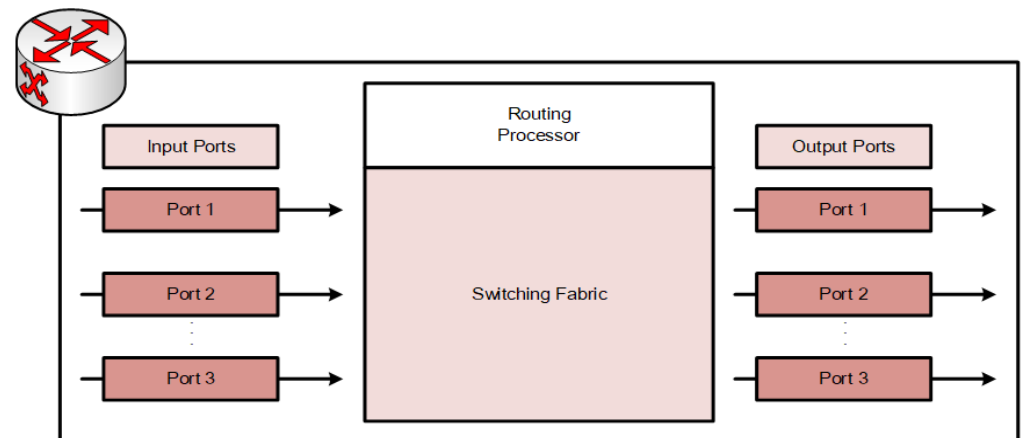 Routing
Processor
Input Ports
Output Ports
Port 1
Port 1
Port 2
Switching Fabric
Port 2
Port 3
Port 3